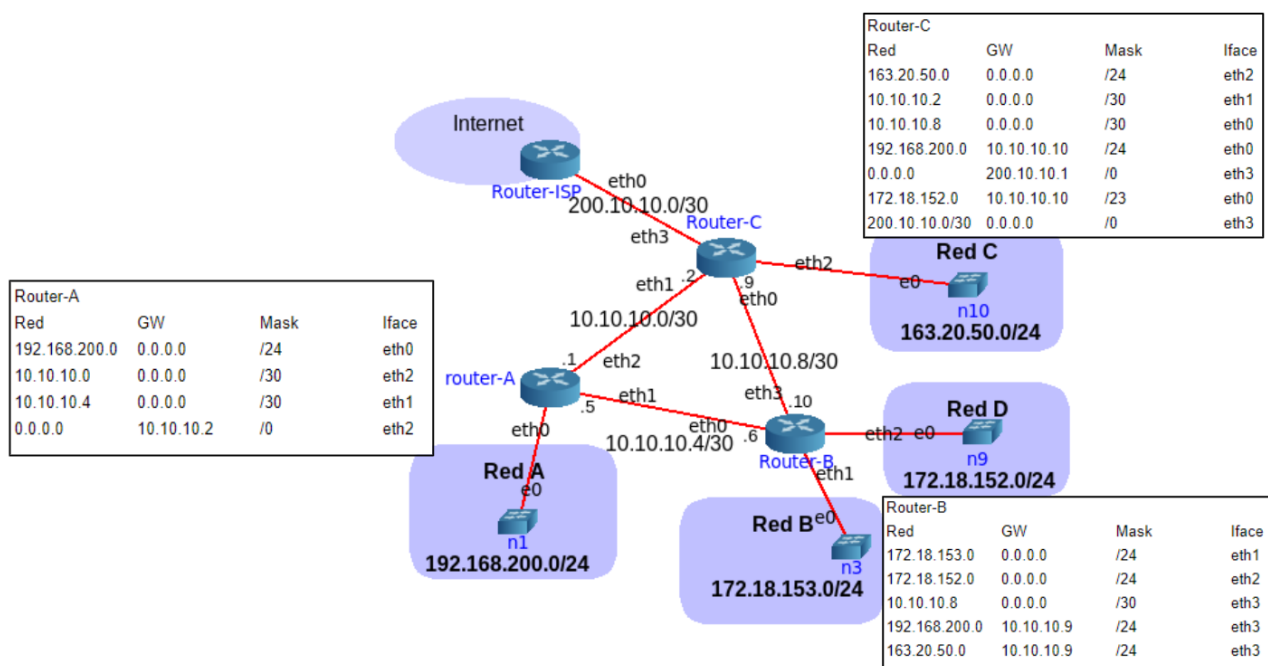 Router-C
Red GW Mask Iface
163.20.50.0 0.0.0.0 /24 eth2
10.10.10.2 0.0.0.0 /30 eth1
10.10.10.8 0.0.0.0 /30 eth0
192.168.200.0 10.10.10.10 /24 eth0
0.0.0.0 200.10.10.1 /0 eth3
172.18.152.0 10.10.10.10 /23 eth0
200.10.10.0/30 0.0.0.0 /0 eth3
Internet
Router-ISP
eth0
200.10.10.0/30
eth3
Router-C
eth1
.2
.9
eth0
eth2
Red C
e0
n10
163.20.50.0/24
10.10.10.0/30
10.10.10.8/30
Router-A
Red GW Mask Iface
192.168.200.0 0.0.0.0 /24 eth0
10.10.10.0 0.0.0.0 /30 eth2
10.10.10.4 0.0.0.0 /30 eth1
0.0.0.0 10.10.10.2 /0 eth2
.1
eth2
router-A
eth1
.5
eth0
10.10.10.4/30
eth3
.10
eth0
.6
Router-B
eth2
eth1
Red D
e0
n9
172.18.152.0/24
Red A
e0
n1
192.168.200.0/24
Red B
e0
n3
172.18.153.0/24
Router-B
Red GW Mask Iface
172.18.153.0 0.0.0.0 /24 eth1
172.18.152.0 0.0.0.0 /24 eth2
10.10.10.8 0.0.0.0 /30 eth3
192.168.200.0 10.10.10.9 /24 eth3
163.20.50.0 10.10.10.9 /24 eth3